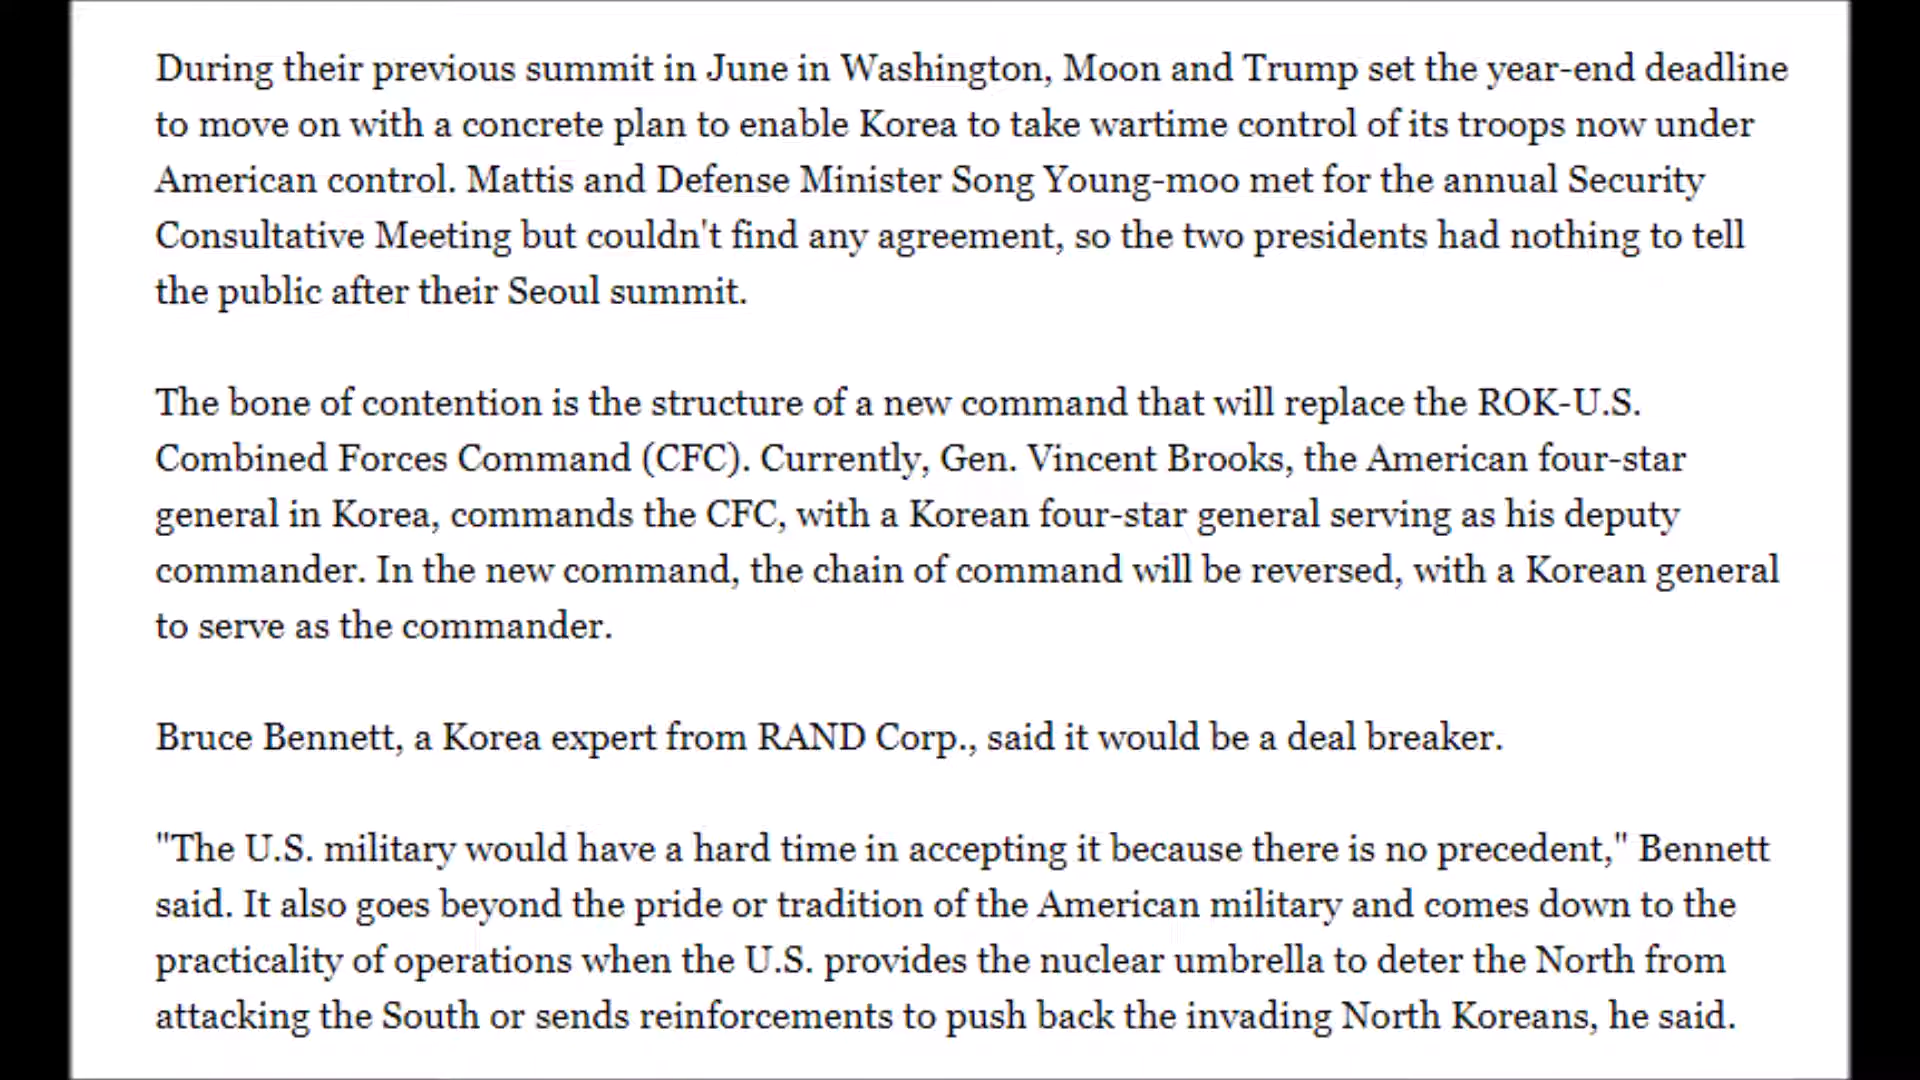 During their previous summit in June in Washington, Moon and Trump set the year-end deadline
to move on with a concrete plan to enable Korea to take wartime control of its troops now under
American control. Mattis and Defense Minister Song Young-moo met for the annual Security
Consultative Meeting but couldn't find any agreement, so the two presidents had nothing to tell
the public after their Seoul summit.
The bone of contention is the structure of a new command that will replace the ROK-U.S.
Combined Forces Command (CFC). Currently, Gen. Vincent Brooks, the American four-star
general in Korea, commands the CFC, with a Korean four-star general serving as his deputy
commander. In the new command, the chain of command will be reversed, with a Korean general
to serve as the commander.
Bruce Bennett, a Korea expert from RAND Corp., said it would be a deal breaker.
"The U.S. military would have a hard time in accepting it because there is no precedent," Bennett
said. It also goes beyond the pride or tradition of the American military and comes down to the
practicality of operations when the U.S. provides the nuclear umbrella to deter the North from
attacking the South or sends reinforcements to push back the invading North Koreans, he said.